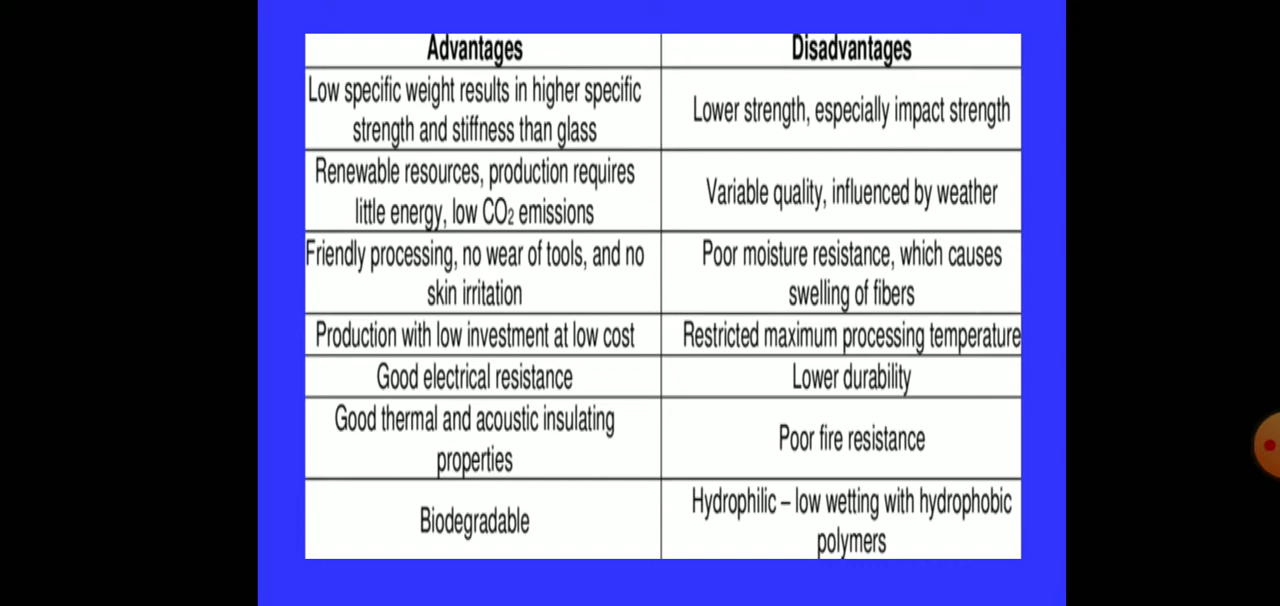 Advantages
Disadvantages
Low specific weight results in higher specific
strength and stiffness than glass
Lower strength, especially impact strength
Renewable resources, production requires
little energy, low CO₂ emissions
Variable quality, influenced by weather
Friendly processing, no wear of tools, and no
skin irritation
Poor moisture resistance, which causes
swelling of fibers
Production with low investment at low cost
Restricted maximum processing temperature
Good electrical resistance
Lower durability
Good thermal and acoustic insulating
properties
Poor fire resistance
Biodegradable
Hydrophilic – low wetting with hydrophobic
polymers